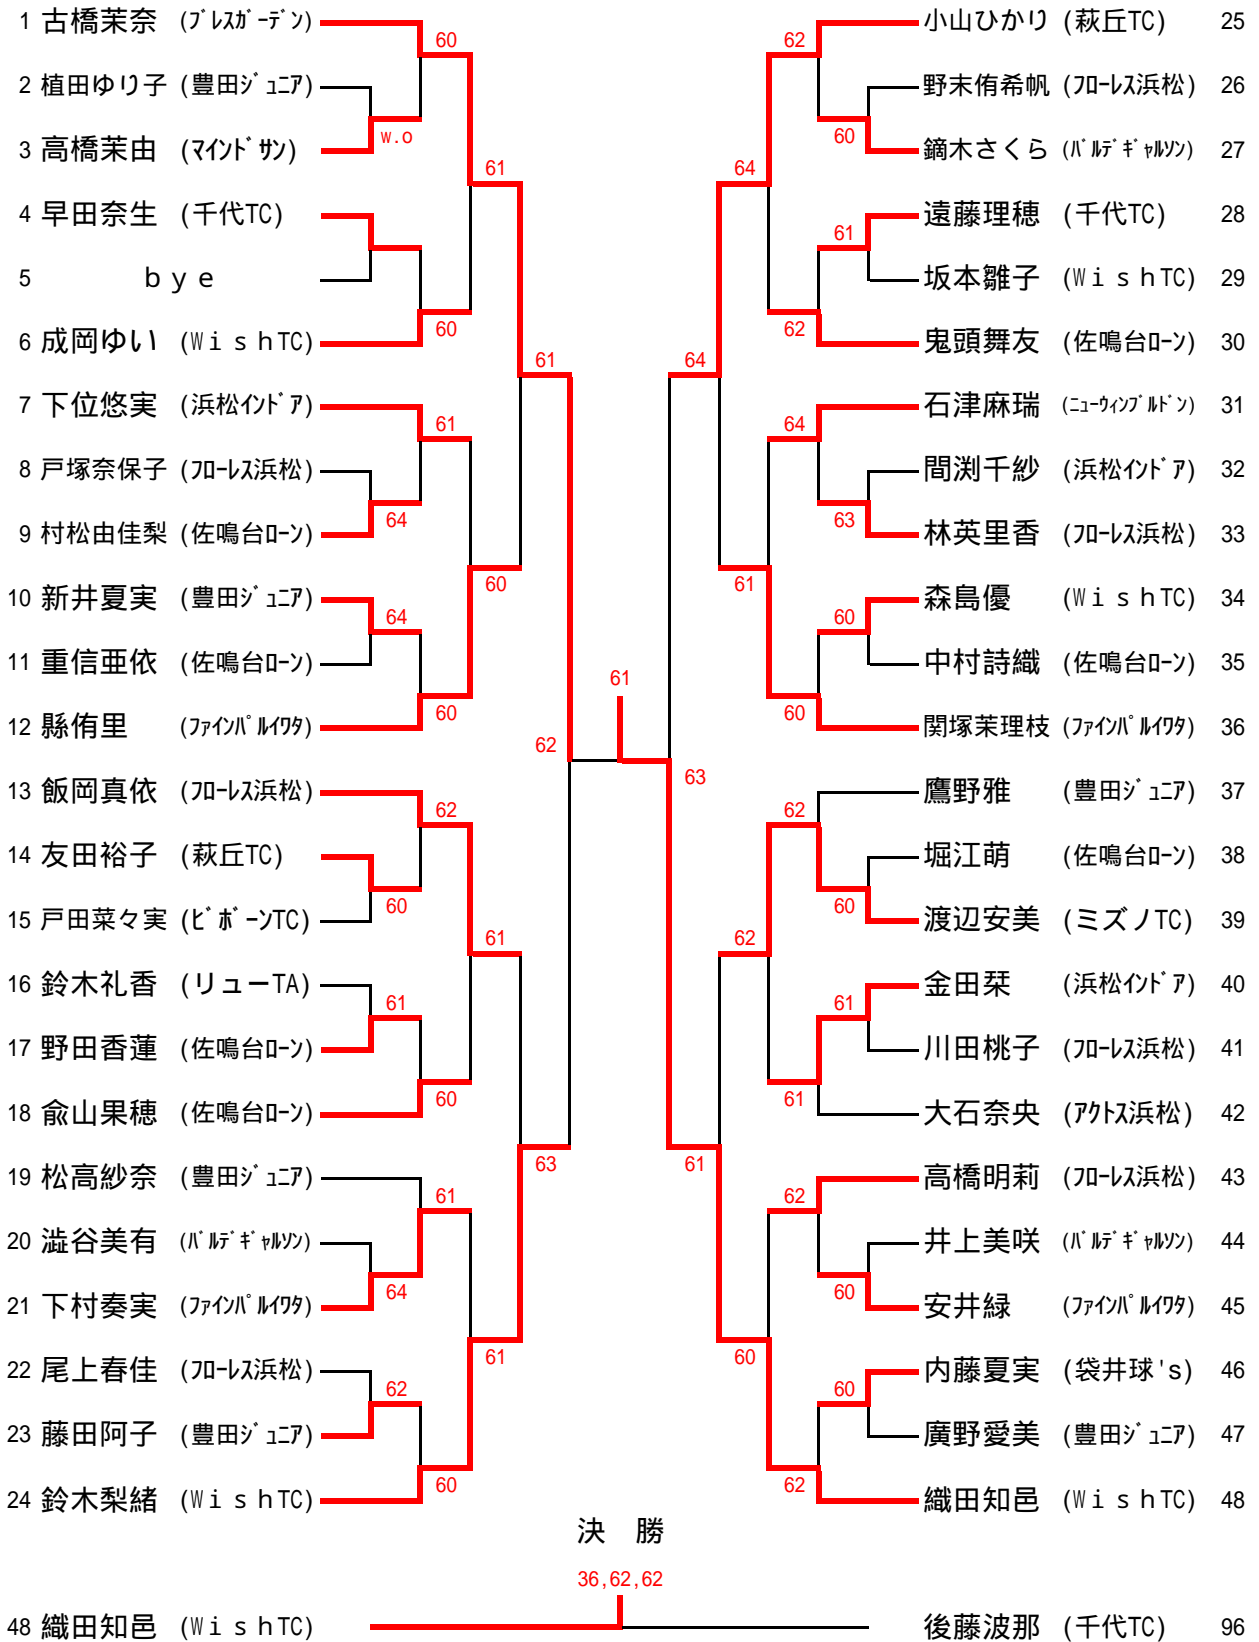 1 古橋茉奈 (ﾌﾞﾚｽｶﾞｰﾃﾞﾝ)
60
2 植田ゆり子 (豊田ｼﾞｭﾆｱ)
w.o
3 高橋茉由 (ﾏｲﾝﾄﾞｻﾝ)
61
4 早田奈生 (千代TC)
5 bye
60
6 成岡ゆい (WishTC)
61
7 下位悠実 (浜松ｲﾝﾄﾞｱ)
61
8 戸塚奈保子 (ﾌﾛｰﾚｽ浜松)
64
9 村松由佳梨 (佐鳴台ﾛｰﾝ)
60
10 新井夏実 (豊田ｼﾞｭﾆｱ)
64
11 重信亜依 (佐鳴台ﾛｰﾝ)
60
12 縣侑里 (ﾌｧｲﾝﾊﾟﾙｲﾜﾀ)
62
13 飯岡真依 (ﾌﾛｰﾚｽ浜松)
62
14 友田裕子 (萩丘TC)
60
15 戸田菜々実 (ﾋﾞﾎﾞｰﾝTC)
61
16 鈴木礼香 (リューTA)
61
17 野田香蓮 (佐鳴台ﾛｰﾝ)
60
18 兪山果穂 (佐鳴台ﾛｰﾝ)
63
19 松高紗奈 (豊田ｼﾞｭﾆｱ)
61
20 澁谷美有 (ﾊﾞﾙﾃﾞｷﾞｬﾙｿﾝ)
64
21 下村奏実 (ﾌｧｲﾝﾊﾟﾙｲﾜﾀ)
61
22 尾上春佳 (ﾌﾛｰﾚｽ浜松)
62
23 藤田阿子 (豊田ｼﾞｭﾆｱ)
60
24 鈴木梨緒 (WishTC)
61
小山ひかり (萩丘TC) 25
62
野末侑希帆 (ﾌﾛｰﾚｽ浜松) 26
60
鏑木さくら (ﾊﾞﾙﾃﾞｷﾞｬﾙｿﾝ) 27
64
遠藤理穂 (千代TC) 28
61
坂本雛子 (WishTC) 29
62
鬼頭舞友 (佐鳴台ﾛｰﾝ) 30
64
石津麻瑞 (ﾆｭｰｳｨﾝﾌﾞﾙﾄﾞﾝ) 31
64
間渕千紗 (浜松ｲﾝﾄﾞｱ) 32
63
林英里香 (ﾌﾛｰﾚｽ浜松) 33
61
森島優 (WishTC) 34
60
中村詩織 (佐鳴台ﾛｰﾝ) 35
60
関塚茉理枝 (ﾌｧｲﾝﾊﾟﾙｲﾜﾀ) 36
63
鷹野雅 (豊田ｼﾞｭﾆｱ) 37
62
堀江萌 (佐鳴台ﾛｰﾝ) 38
60
渡辺安美 (ミズノTC) 39
62
金田栞 (浜松ｲﾝﾄﾞｱ) 40
61
川田桃子 (ﾌﾛｰﾚｽ浜松) 41
61
大石奈央 (ｱｸﾄｽ浜松) 42
61
高橋明莉 (ﾌﾛｰﾚｽ浜松) 43
62
井上美咲 (ﾊﾞﾙﾃﾞｷﾞｬﾙｿﾝ) 44
60
安井緑 (ﾌｧｲﾝﾊﾟﾙｲﾜﾀ) 45
60
内藤夏実 (袋井球's) 46
60
廣野愛美 (豊田ｼﾞｭﾆｱ) 47
62
織田知邑 (WishTC) 48
決 勝
36,62,62
48 織田知邑 (WishTC)
後藤波那 (千代TC) 96